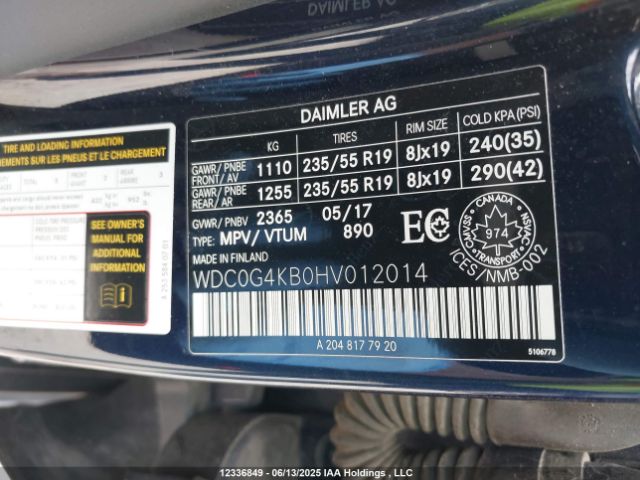 DAIMLER AG
KG TIRES RIM SIZE COLD KPA(PSI)
GAWR/ PNBE FRONT/ AV 1110 235/55 R19 8Jx19 240(35)
GAWR/ PNBE REAR/ AR 1255 235/55 R19 8Jx19 290(42)
GVWR/ PNBV 2365 05/17
TYPE: MPV/ VTUM 890
EC
CANADA
CMVSS NSVAC
974
TRANSPORT
ICES/NMB-002
MADE IN FINLAND
WDC0G4KB0HV012014
A 204 817 79 20
5106778
TIRE AND LOADING INFORMATION
SUR LES PNEUS ET LE CHARGEMENT
SEE OWNER'S
MANUAL FOR
ADDITIONAL
INFORMATION
12336849 - 06/13/2025 IAA Holdings , LLC